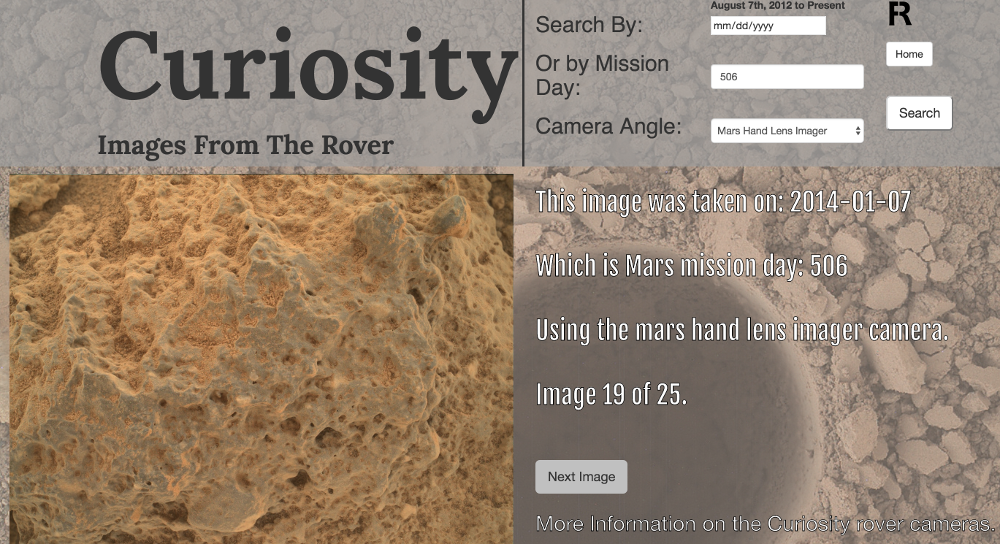 Curiosity
Images From The Rover
August 7th, 2012 to Present
Search By:
mm/dd/yyyy
Or by Mission
Day:
506
Camera Angle:
Mars Hand Lens Imager
R
Home
Search
This image was taken on: 2014-01-07
Which is Mars mission day: 506
Using the mars hand lens imager camera.
Image 19 of 25.
Next Image
More Information on the Curiosity rover cameras.